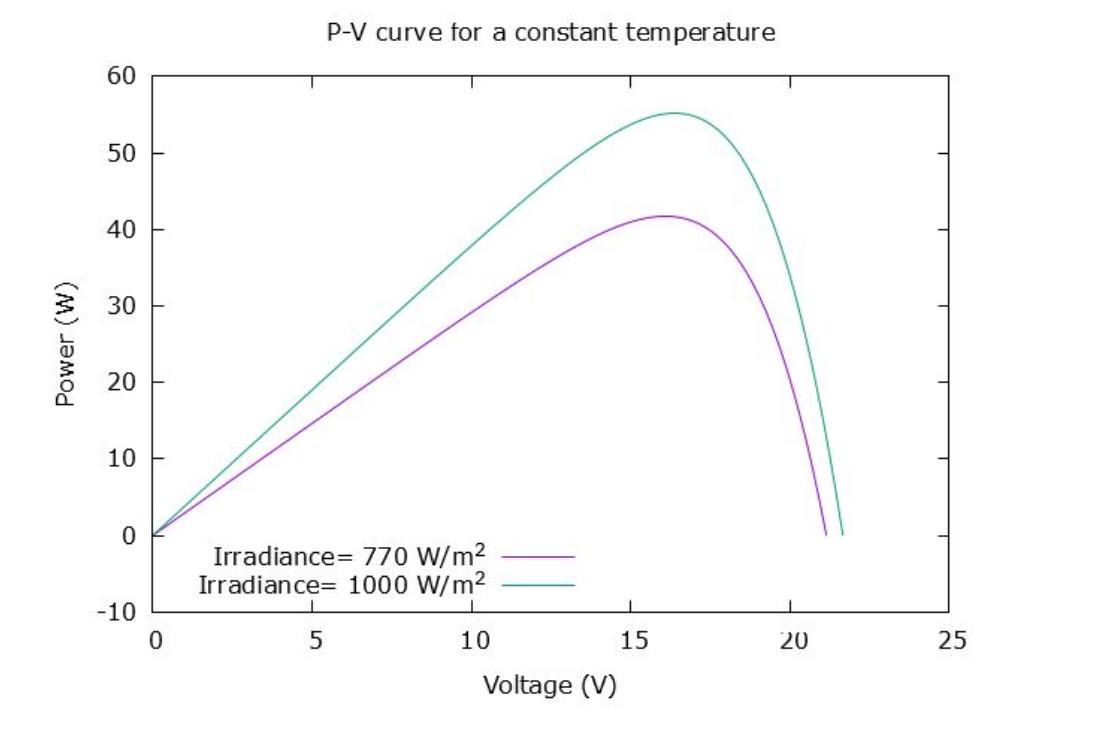 P-V curve for a constant temperature
60
50
40
30
20
10
0
-10
Power (W)
Irradiance= 770 W/m²
Irradiance= 1000 W/m²
0 5 10 15 20 25
Voltage (V)